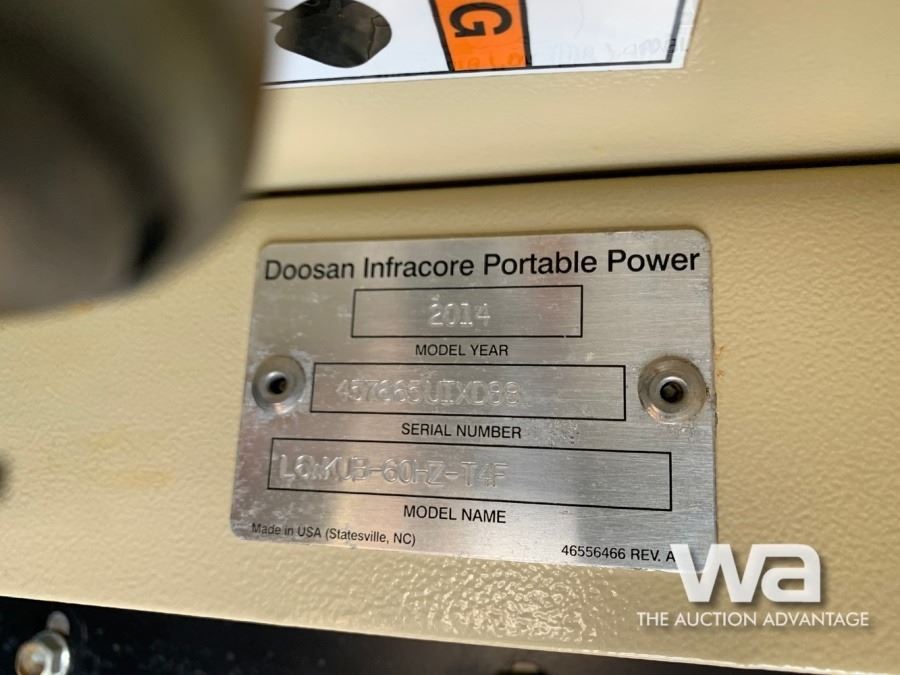 G
Doosan Infracore Portable Power
2014
MODEL YEAR
SERIAL NUMBER
MODEL NAME
Made in USA (Statesville, NC)
46556466 REV. A
wa
THE AUCTION ADVANTAGE